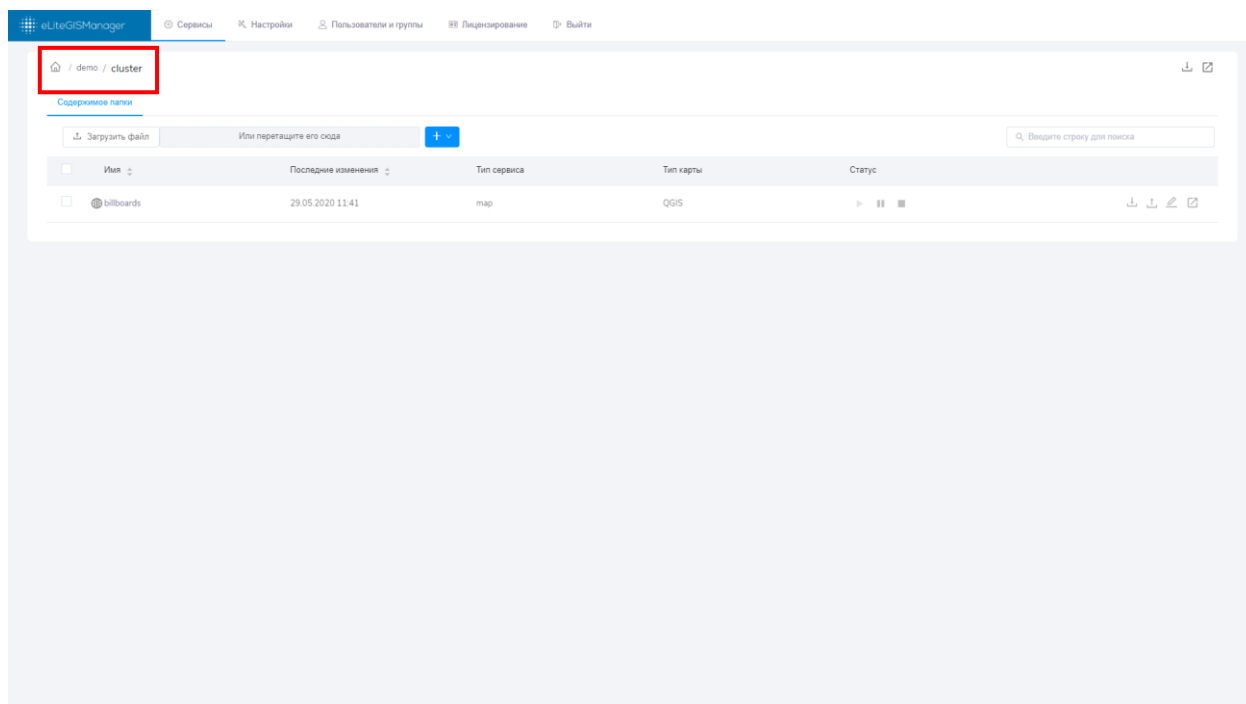 eLiteGISManager Сервисы Настройки Пользователи и группы Лицензирование Выйти
/ demo / cluster
Содержимое папки
Загрузить файл Или перетащите его сюда + Введите строку для поиска
Имя Последние изменения Тип сервиса Тип карты Статус
billboards 29.05.2020 11:41 map QGIS